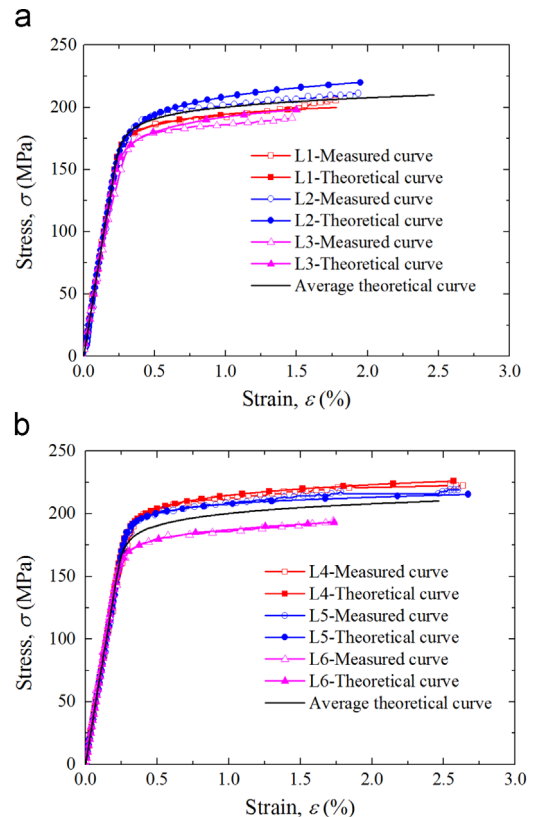 a
250
200
150
100
50
0
Stress, σ (MPa)
L1-Measured curve
L1-Theoretical curve
L2-Measured curve
L2-Theoretical curve
L3-Measured curve
L3-Theoretical curve
Average theoretical curve
0.0 0.5 1.0 1.5 2.0 2.5 3.0
Strain, ε (%)
b
250
200
150
100
50
0
Stress, σ (MPa)
L4-Measured curve
L4-Theoretical curve
L5-Measured curve
L5-Theoretical curve
L6-Measured curve
L6-Theoretical curve
Average theoretical curve
0.0 0.5 1.0 1.5 2.0 2.5 3.0
Strain, ε (%)